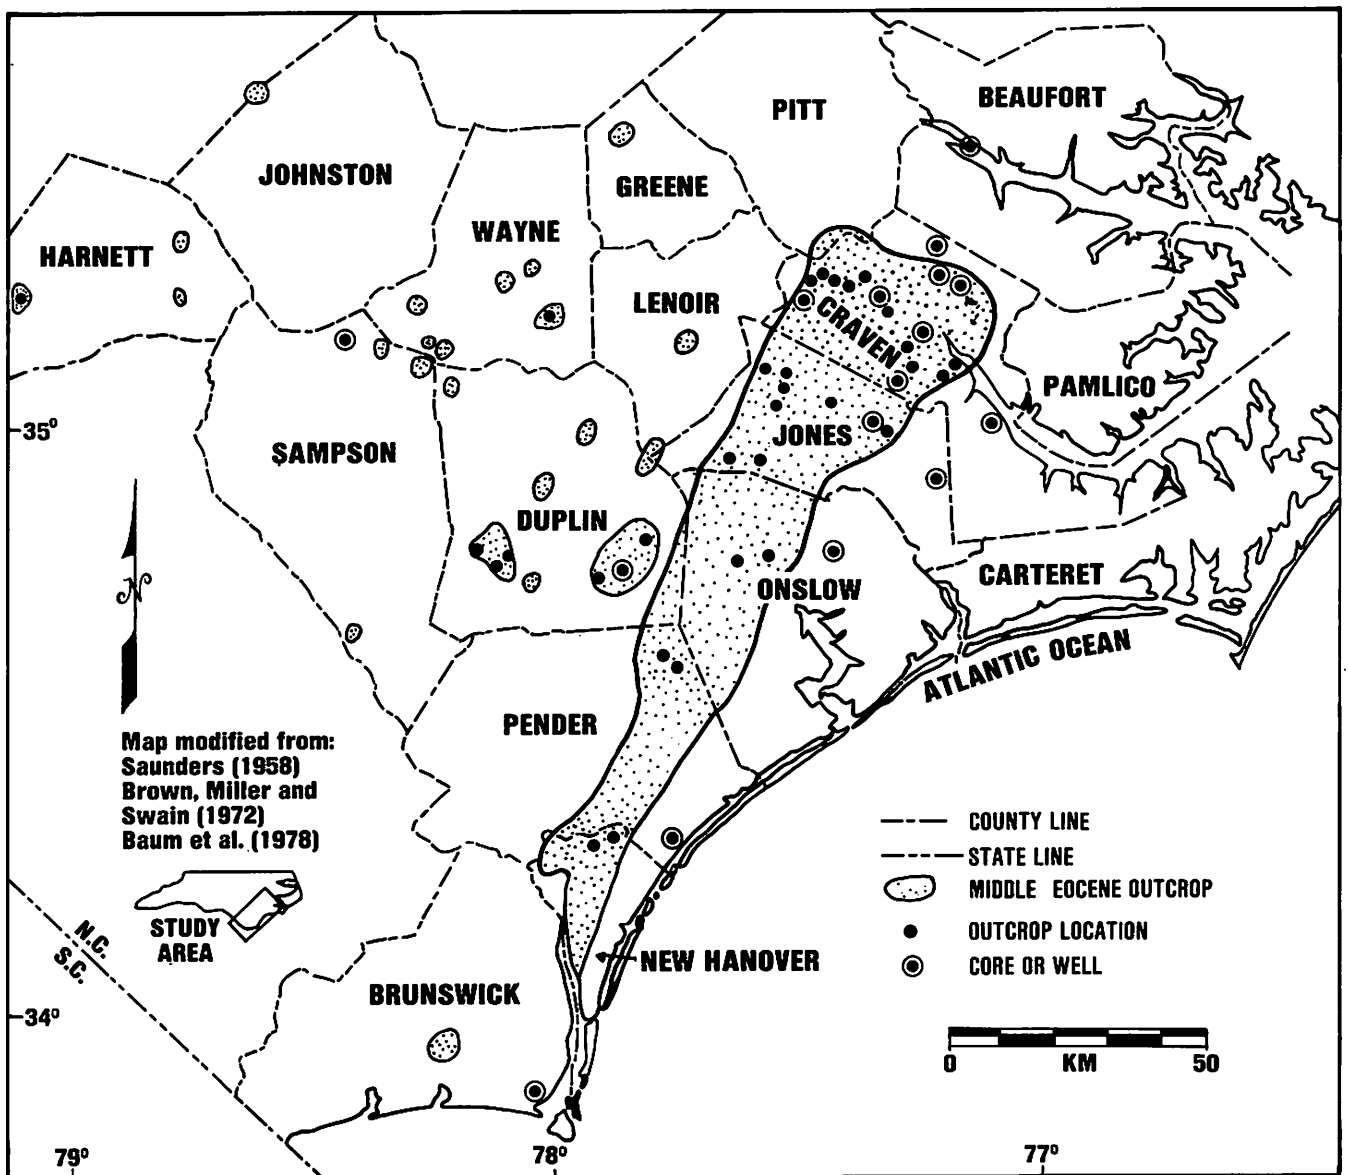 BEAUFORT
PITT
JOHNSTON
GREENE
WAYNE
HARNETT
LENOIR
CRAVEN
PAMLICO
35°
JONES
SAMPSON
DUPLIN
N
ONSLOW
CARTERET
ATLANTIC OCEAN
PENDER
Map modified from:
Saunders (1958)
Brown, Miller and
Swain (1972)
Baum et al. (1978)
COUNTY LINE
STATE LINE
MIDDLE EOCENE OUTCROP
OUTCROP LOCATION
CORE OR WELL
STUDY
AREA
N.C.
S.C.
NEW HANOVER
BRUNSWICK
34°
0 KM 50
79° 78° 77°